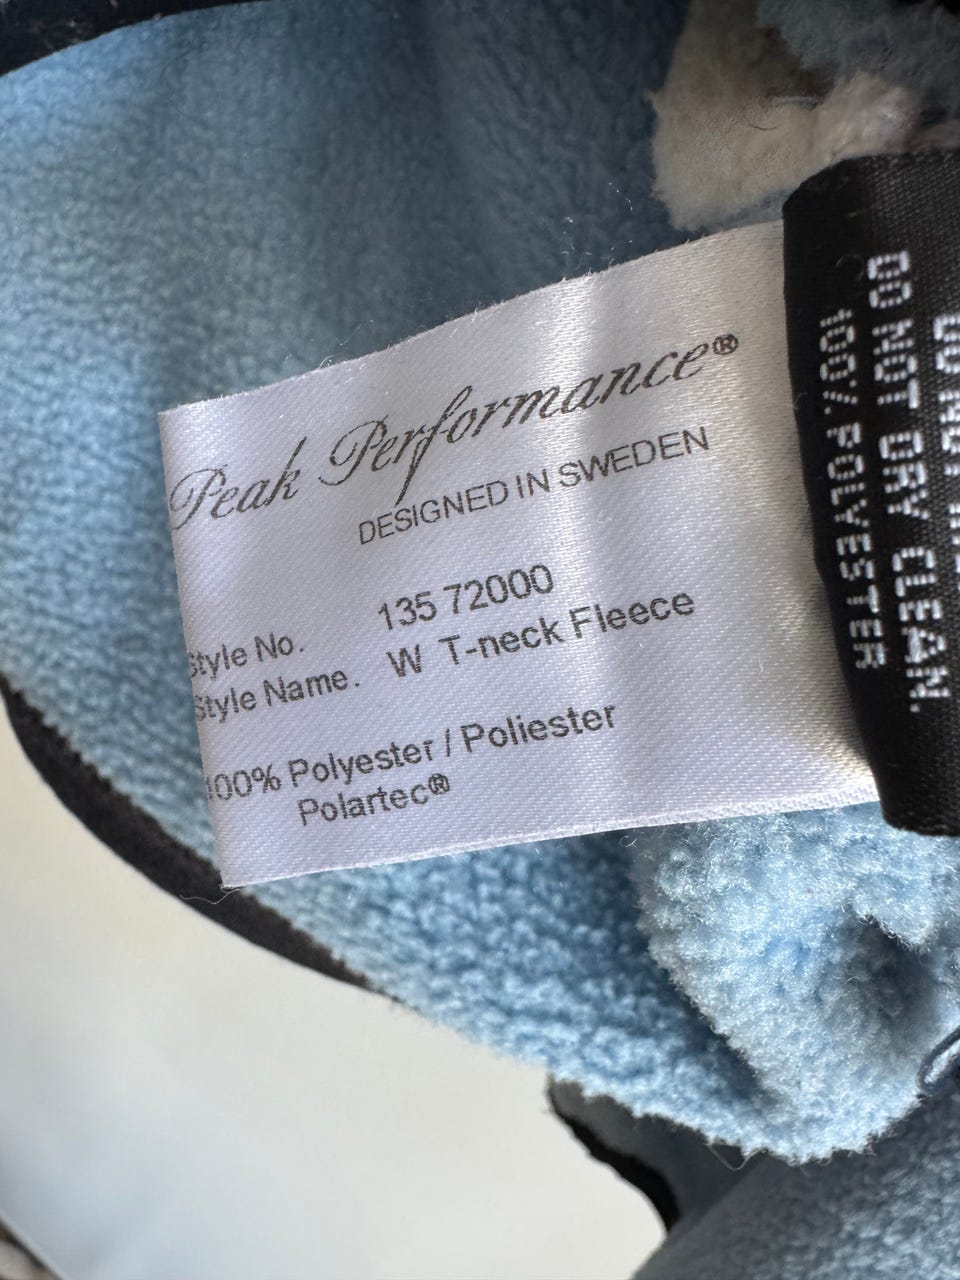 Peak Performance®
DESIGNED IN SWEDEN
Style No. 135 72000
Style Name. W T-neck Fleece
100% Polyester / Poliester
Polartec®
DO NOT DRY CLEAN.
100% POLYESTER